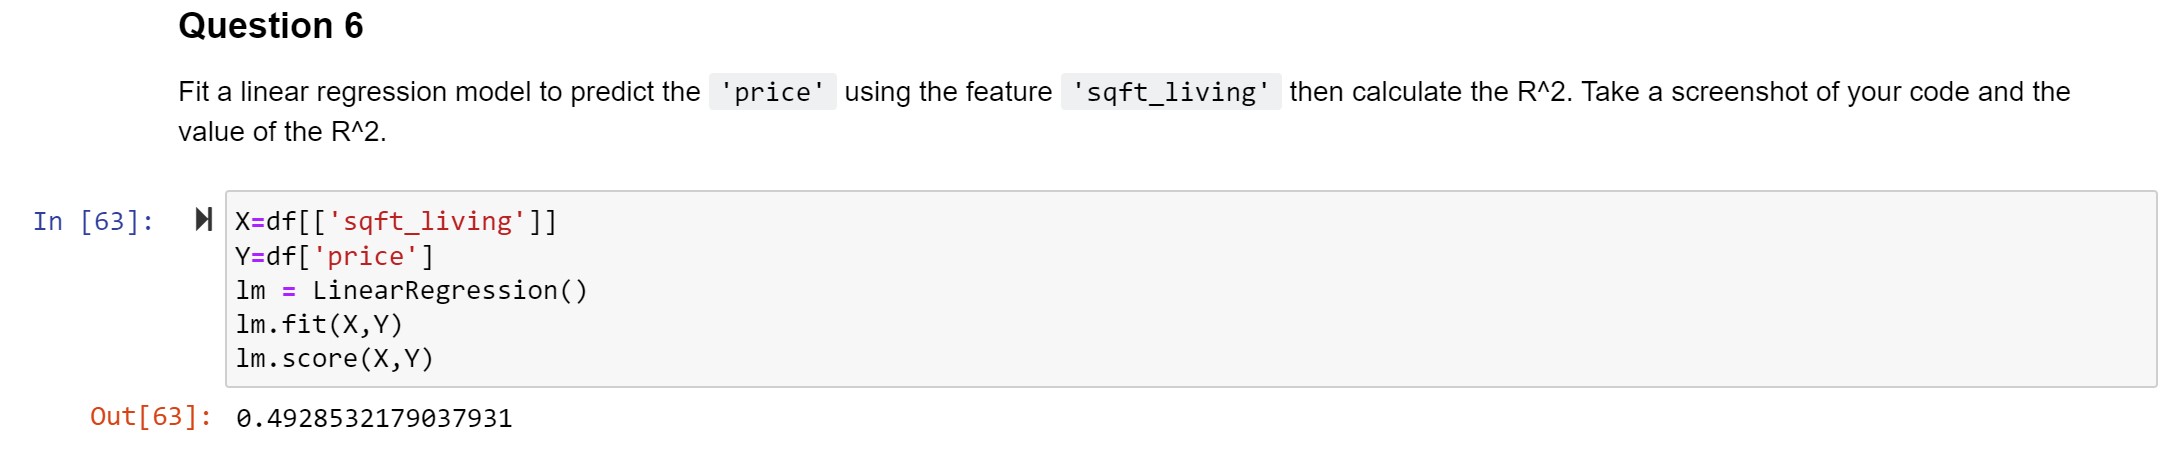 Question 6
Fit a linear regression model to predict the 'price' using the feature 'sqft_living' then calculate the R^2. Take a screenshot of your code and the
value of the R^2.
In [63]: X=df[['sqft_living']]
Y=df['price']
lm = LinearRegression()
lm.fit(X,Y)
lm.score(X,Y)
Out[63]: 0.4928532179037931